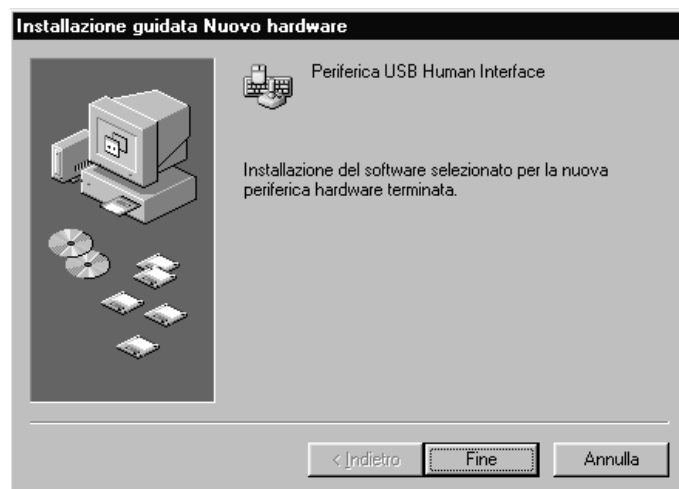 Installazione guidata Nuovo hardware
Periferica USB Human Interface
Installazione del software selezionato per la nuova
periferica hardware terminata.
< Indietro Fine Annulla